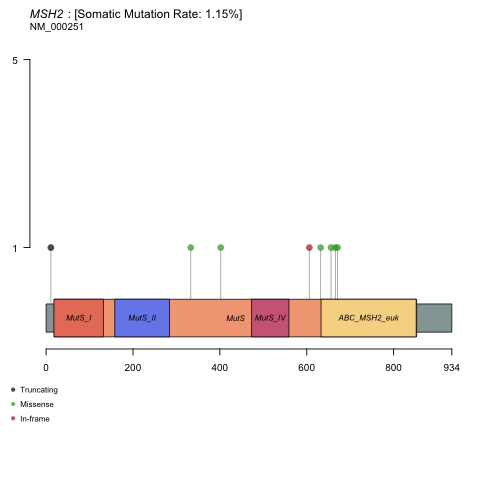 MSH2 : [Somatic Mutation Rate: 1.15%]
NM_000251
5
1
MutS_I MutS_II MutS MutS_IV ABC_MSH2_euk
0 200 400 600 800 934
Truncating
Missense
In-frame